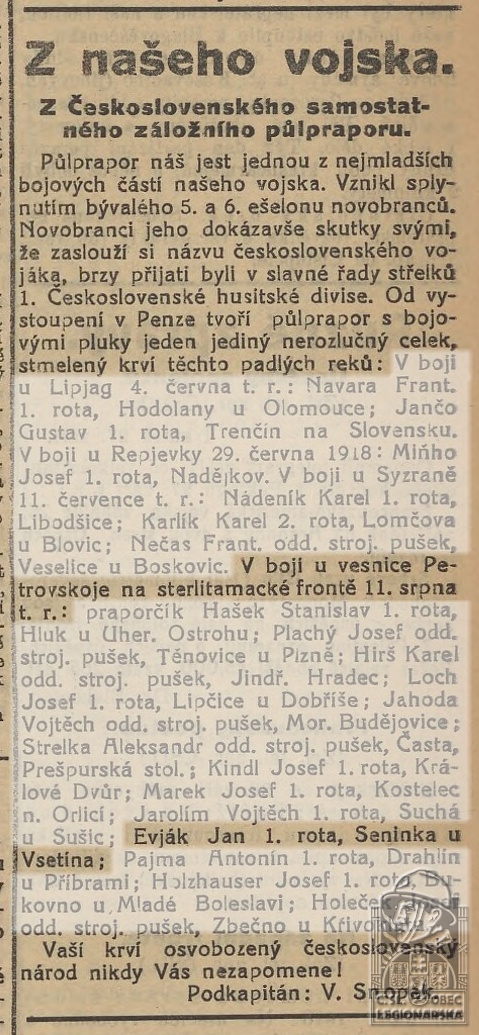 Z našeho vojska.
Z Československého samostat-
ného záložního půlpraporu.
Půlprapor náš jest jednou z nejmladších
bojových částí našeho vojska. Vznikl sply-
nutím bývalého 5. a 6. ešelonu novobranců.
Novobranci jeho dokázavše skutky svými,
že zaslouží si názvu československého vo-
jáka, brzy přijati byli v slavné řady střelků
1. Československé husitské divise. Od vy-
stoupení v Penze tvoří půlprapor s bojo-
vými pluky jeden jediný nerozlučný celek,
stmelený krví těchto padlých reků: V boji
u Lipjag 4. června t. r.: Navara Frant.
1. rota, Hodolany u Olomouce; Jančo
Gustav 1. rota, Trenčín na Slovensku.
V boji u Repjevky 29. června 1918: Miňho
Josef 1. rota, Nadějkov. V boji u Syzraně
11. července t. r.: Nádeník Karel 1. rota,
Libodšice; Karlík Karel 2. rota, Lomčova
u Blovic; Nečas Frant. odd. stroj. pušek,
Veselice u Boskovic. V boji u vesnice Pe-
trovskoje na sterlitamacké frontě 11. srpna
t. r.: praporčík Hašek Stanislav 1. rota,
Hluk u Uher. Ostrohu; Plachý Josef odd.
stroj. pušek, Těnovice u Plzně; Hirš Karel
odd. stroj. pušek, Jindř. Hradec; Loch
Josef 1. rota, Lipčice u Dobříše; Jahoda
Vojtěch odd. stroj. pušek, Mor. Budějovice;
Strelka Aleksandr odd. stroj. pušek, Častá,
Prešpurská stol.; Kindl Josef 1. rota, Krá-
lové Dvůr; Marek Josef 1. rota, Kostelec
n. Orlicí; Jarolím Vojtěch 1. rota, Suchá
u Sušic; Evják Jan 1. rota, Seninka u
Vsetína; Pajma Antonín 1. rota, Drahlín
u Příbrami; Holzhauser Josef 1. rota, Bu-
kovno u Mladé Boleslavi; Holeček
odd. stroj. pušek, Zbečno u
Vaší krví osvobozený československý
národ nikdy Vás nezapomene!
Podkapitán: V. Snopek.
ČS. OBEC
LEGIONÁŘSKÁ